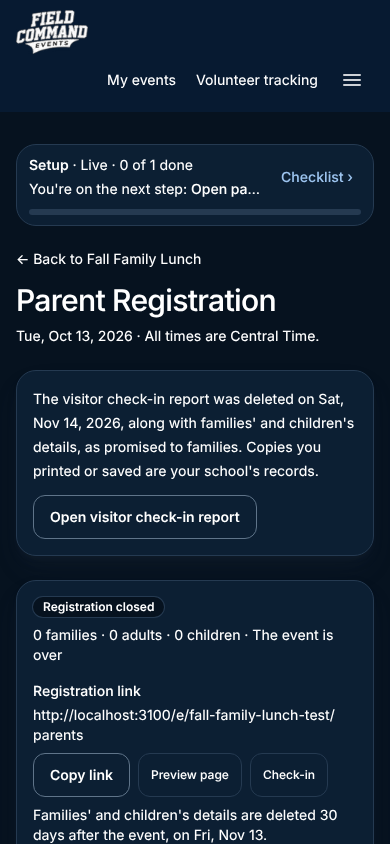 FIELD
COMMAND
EVENTS
My events
Volunteer tracking
Setup · Live · 0 of 1 done
You're on the next step: Open pa...
Checklist ›
← Back to Fall Family Lunch
Parent Registration
Tue, Oct 13, 2026 · All times are Central Time.
The visitor check-in report was deleted on Sat,
Nov 14, 2026, along with families' and children's
details, as promised to families. Copies you
printed or saved are your school's records.
Open visitor check-in report
Registration closed
0 families · 0 adults · 0 children · The event is
over
Registration link
http://localhost:3100/e/fall-family-lunch-test/
parents
Copy link
Preview page
Check-in
Families' and children's details are deleted 30
days after the event, on Fri, Nov 13.